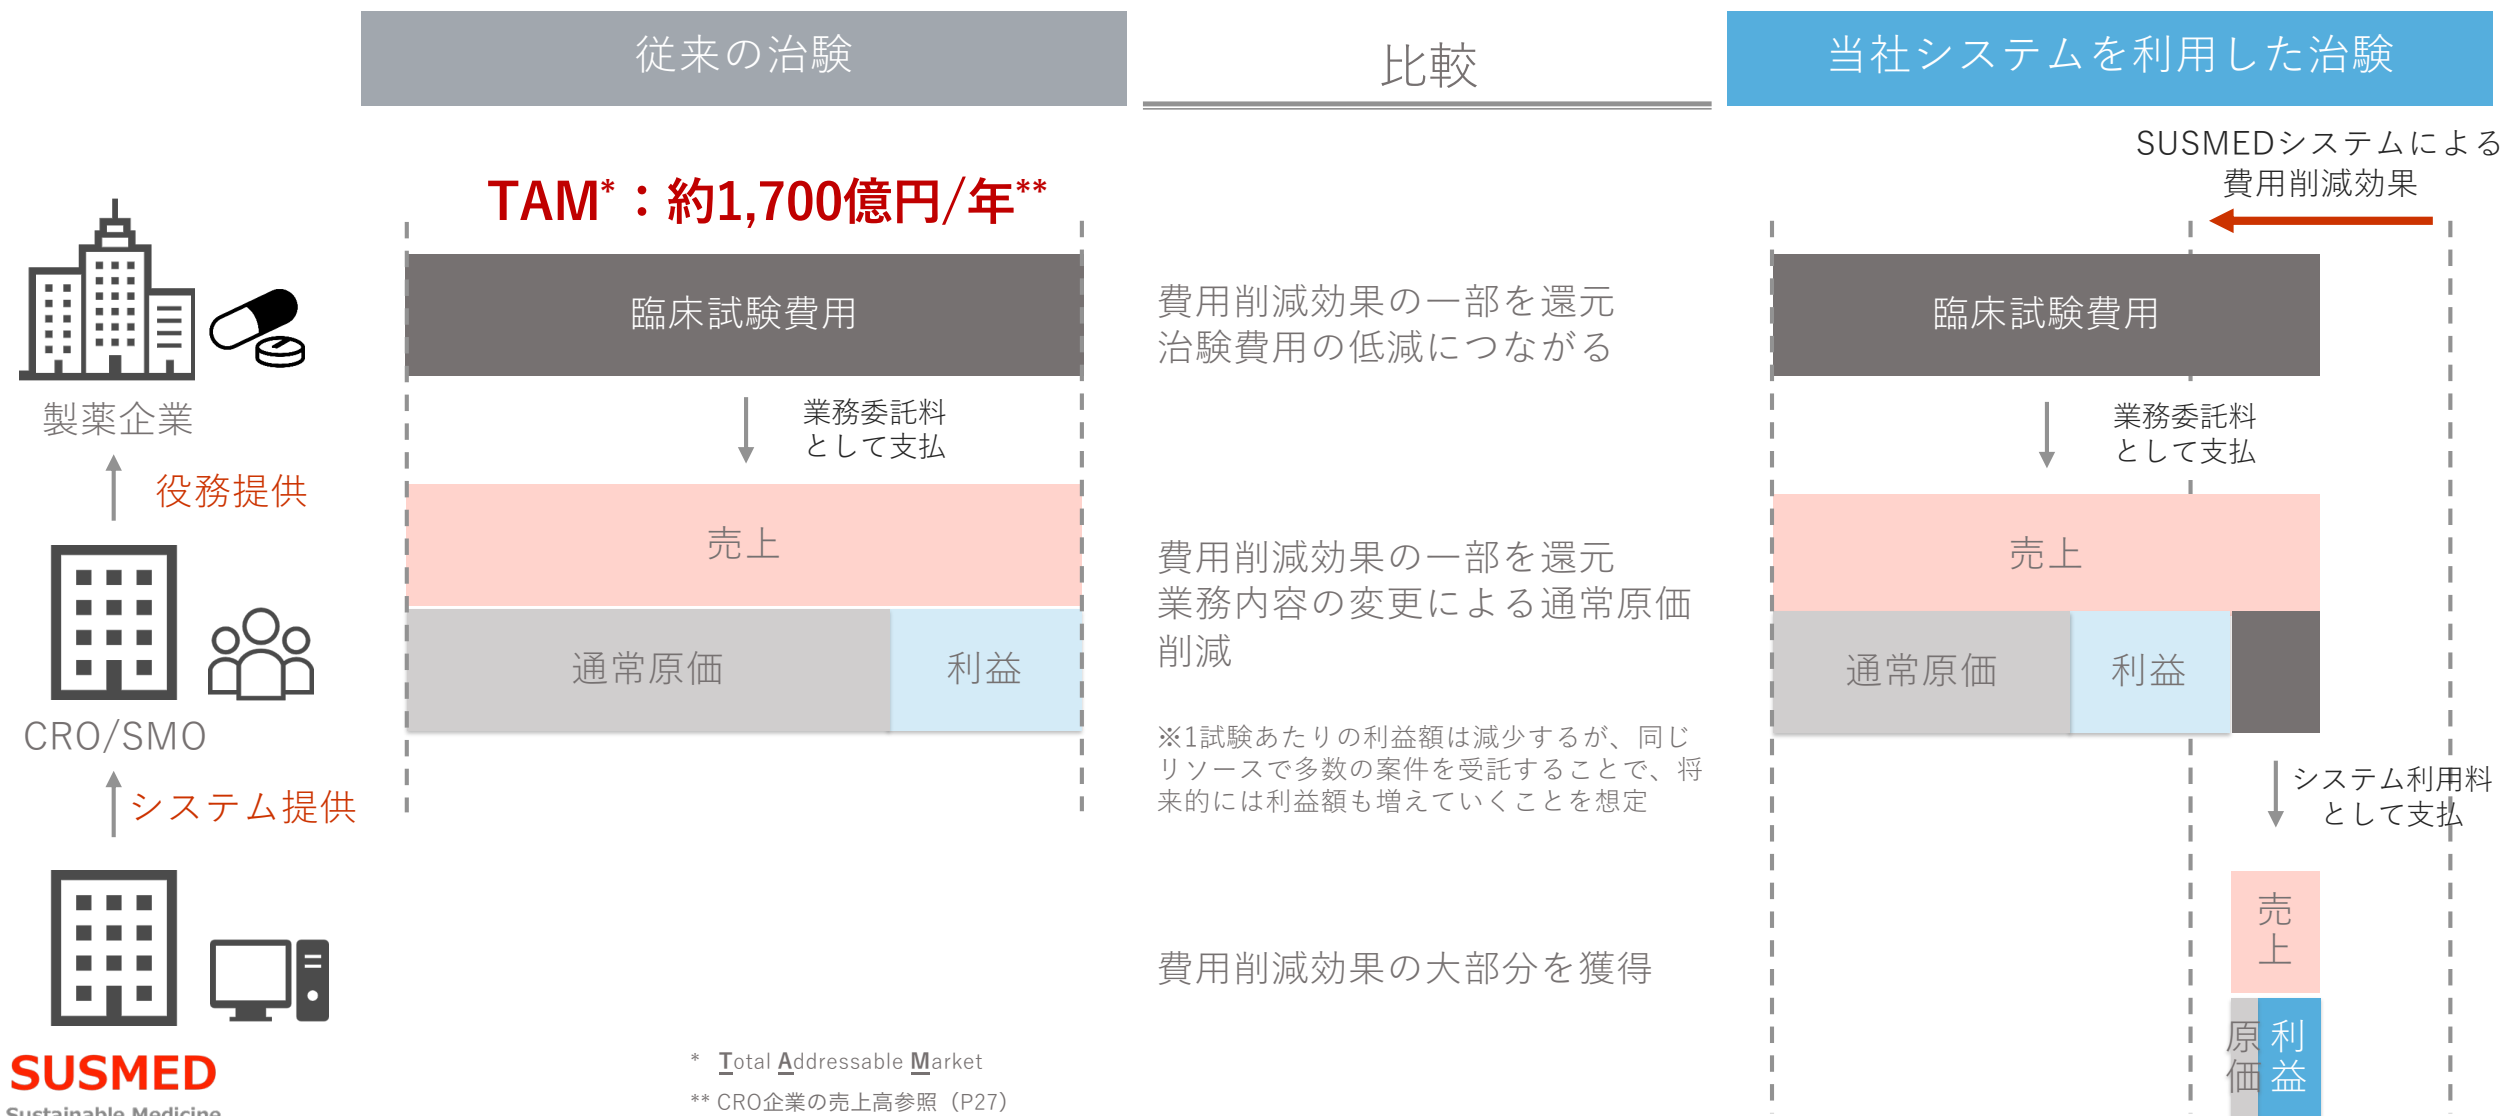 従来の治験
比較
当社システムを利用した治験
SUSMEDシステムによる
費用削減効果
TAM*：約1,700億円/年**
臨床試験費用
費用削減効果の一部を還元
治験費用の低減につながる
臨床試験費用
製薬企業
業務委託料
として支払
業務委託料
として支払
役務提供
売上
費用削減効果の一部を還元
業務内容の変更による通常原価
削減
売上
通常原価
利益
通常原価
利益
CRO/SMO
※1試験あたりの利益額は減少するが、同じ
リソースで多数の案件を受託することで、将
来的には利益額も増えていくことを想定
システム提供
システム利用料
として支払
売上
費用削減効果の大部分を獲得
原価
利益
SUSMED
Sustainable Medicine
* Total Addressable Market
** CRO企業の売上高参照（P27）